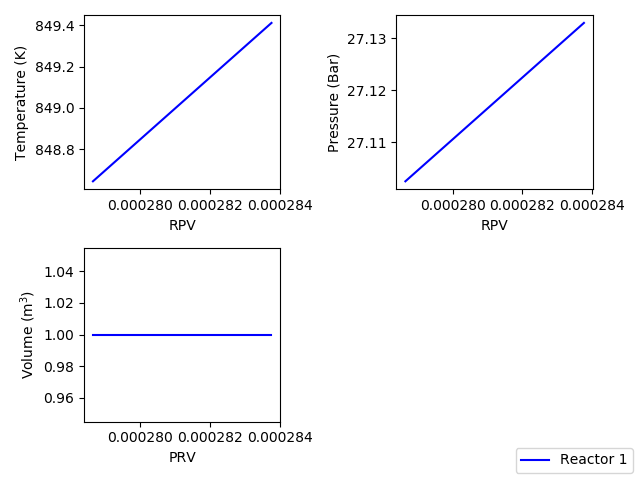 849.4
849.2
849.0
848.8
Temperature (K)
0.000280 0.000282 0.000284
RPV
27.13
27.12
27.11
Pressure (Bar)
0.000280 0.000282 0.000284
RPV
1.04
1.02
1.00
0.98
0.96
Volume (m³)
0.000280 0.000282 0.000284
PRV
Reactor 1